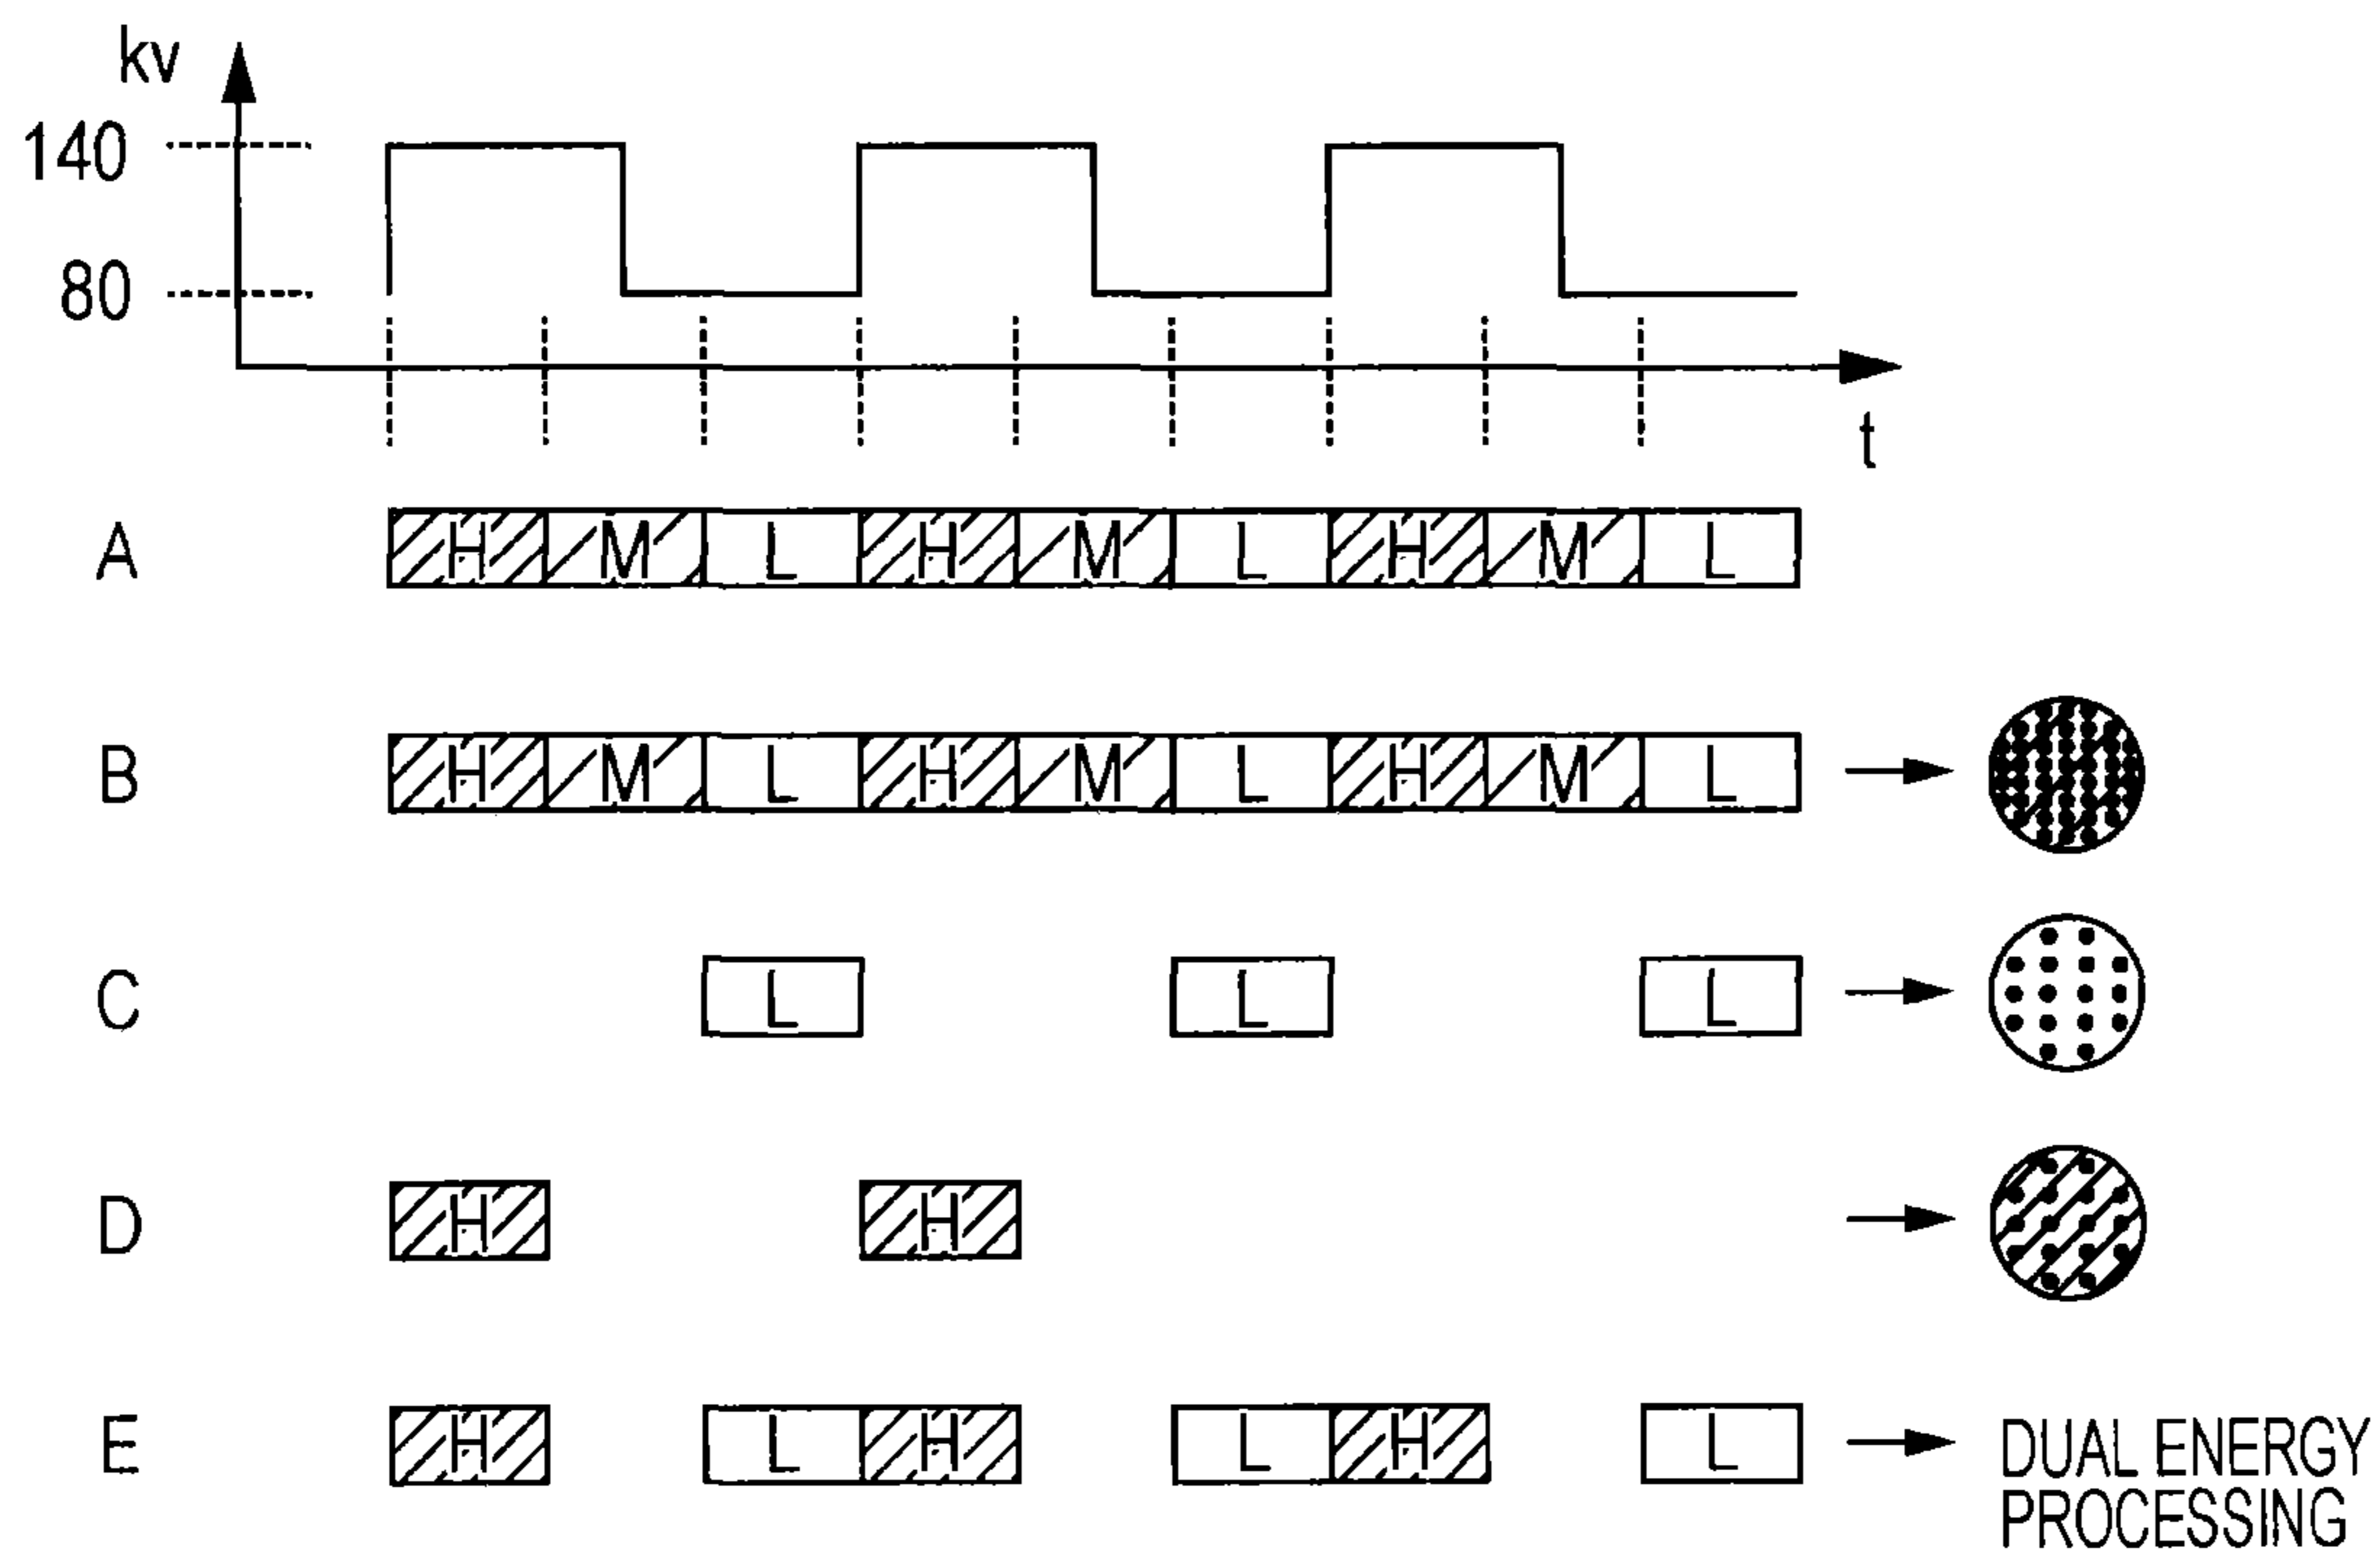 kv
140
80
t
A H M L H M L H M L
B H M L H M L H M L
C L L L
D H H
E H L H L H L DUAL ENERGY
PROCESSING